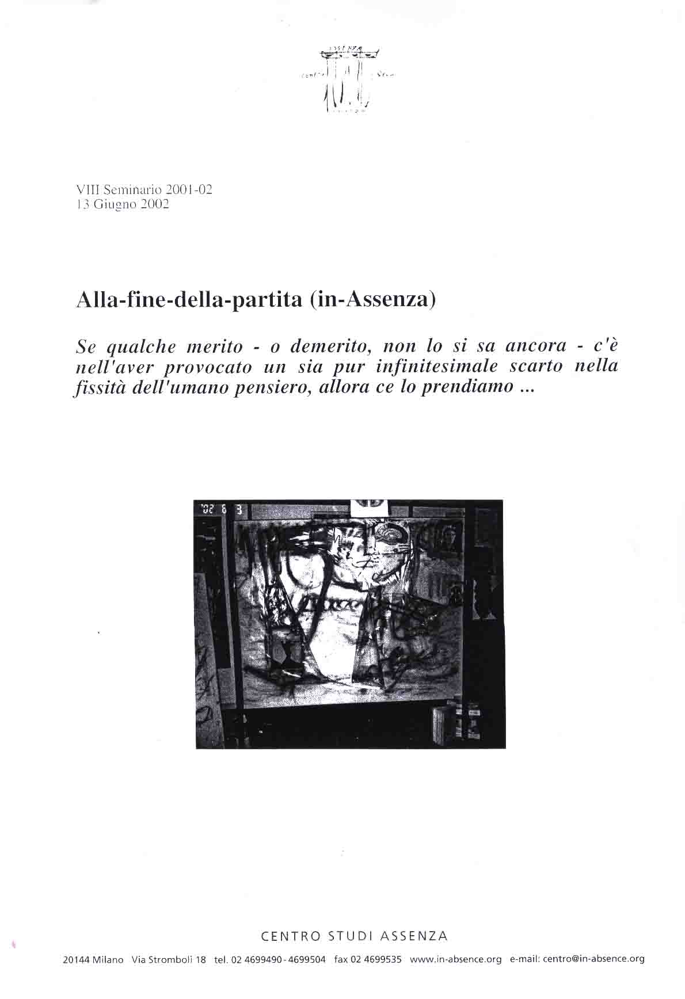 ASSENZA
Centro Studi
VIII Seminario 2001-02
13 Giugno 2002
Alla-fine-della-partita (in-Assenza)
Se qualche merito - o demerito, non lo si sa ancora - c'è
nell'aver provocato un sia pur infinitesimale scarto nella
fissità dell'umano pensiero, allora ce lo prendiamo ...
'02 6 3
CENTRO STUDI ASSENZA
20144 Milano Via Stromboli 18 tel. 02 4699490-4699504 fax 02 4699535 www.in-absence.org e-mail: centro@in-absence.org